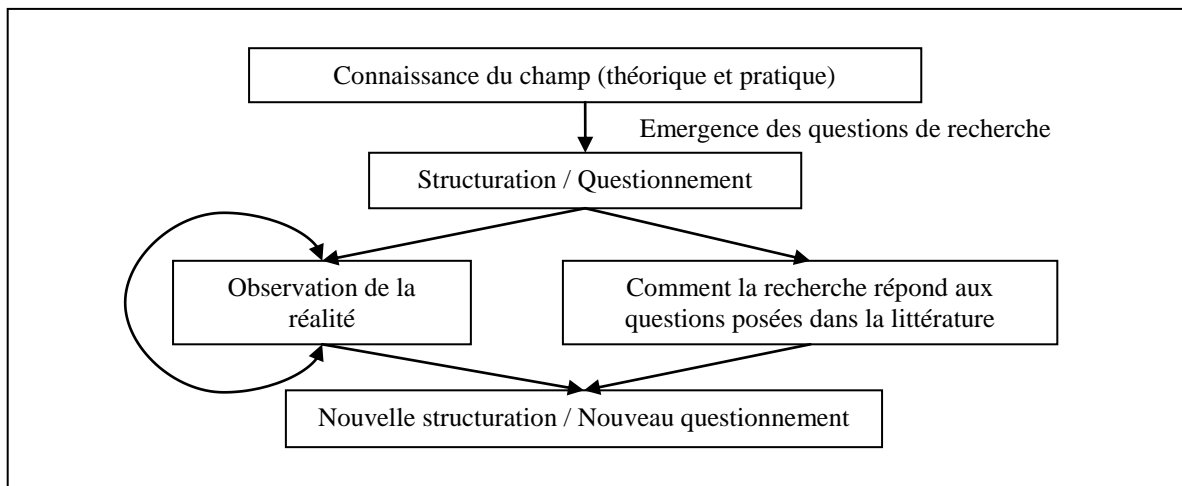 Connaissance du champ (théorique et pratique)
Emergence des questions de recherche
Structuration / Questionnement
Observation de la
réalité
Comment la recherche répond aux
questions posées dans la littérature
Nouvelle structuration / Nouveau questionnement